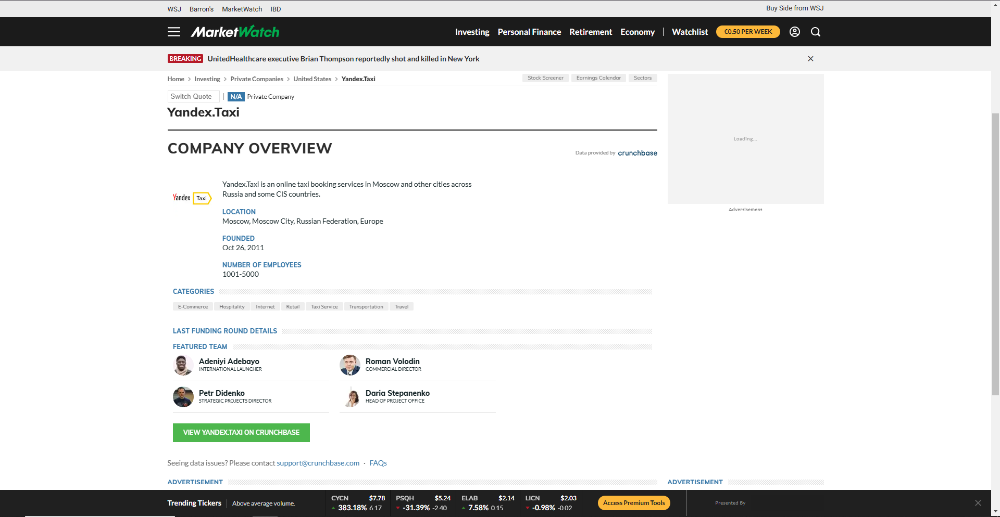 WSJ Barron's MarketWatch IBD Buy Side from WSJ
MarketWatch Investing Personal Finance Retirement Economy | Watchlist €0.50 PER WEEK
BREAKING UnitedHealthcare executive Brian Thompson reportedly shot and killed in New York
Home > Investing > Private Companies > United States > Yandex.Taxi Stock Screener Earnings Calendar Sectors
Switch Quote | N/A Private Company
Yandex.Taxi
Loading...
COMPANY OVERVIEW
Data provided by crunchbase
Yandex.Taxi is an online taxi booking services in Moscow and other cities across
Russia and some CIS countries.
Yandex Taxi
Advertisement
LOCATION
Moscow, Moscow City, Russian Federation, Europe
FOUNDED
Oct 26, 2011
NUMBER OF EMPLOYEES
1001-5000
CATEGORIES
E-Commerce Hospitality Internet Retail Taxi Service Transportation Travel
LAST FUNDING ROUND DETAILS
FEATURED TEAM
Adeniyi Adebayo
INTERNATIONAL LAUNCHER
Roman Volodin
COMMERCIAL DIRECTOR
Petr Didenko
STRATEGIC PROJECTS DIRECTOR
Daria Stepanenko
HEAD OF PROJECT OFFICE
VIEW YANDEX.TAXI ON CRUNCHBASE
Seeing data issues? Please contact support@crunchbase.com · FAQs
ADVERTISEMENT ADVERTISEMENT
Trending Tickers | Above average volume.
CYCN $7.78
383.18% 6.17
PSQH $5.24
-31.39% -2.40
ELAB $2.14
7.58% 0.15
LICN $2.03
-0.98% -0.02
Access Premium Tools
Presented By